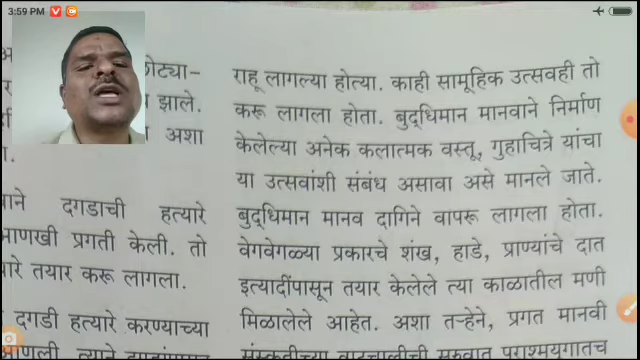 3:59 PM
छोट्या-
झाले.
अशा
दगडाची हत्यारे
प्रगती केली. तो
तयार करू लागला.
दगडी हत्यारे करण्याच्या
राहू लागल्या होत्या. काही सामूहिक उत्सवही तो
करू लागला होता. बुद्धिमान मानवाने निर्माण
केलेल्या अनेक कलात्मक वस्तू, गुहाचित्रे यांचा
या उत्सवांशी संबंध असावा असे मानले जाते.
बुद्धिमान मानव दागिने वापरू लागला होता.
वेगवेगळ्या प्रकारचे शंख, हाडे, प्राण्यांचे दात
इत्यादींपासून तयार केलेले त्या काळातील मणी
मिळालेले आहेत. अशा तऱ्हेने, प्रगत मानवी